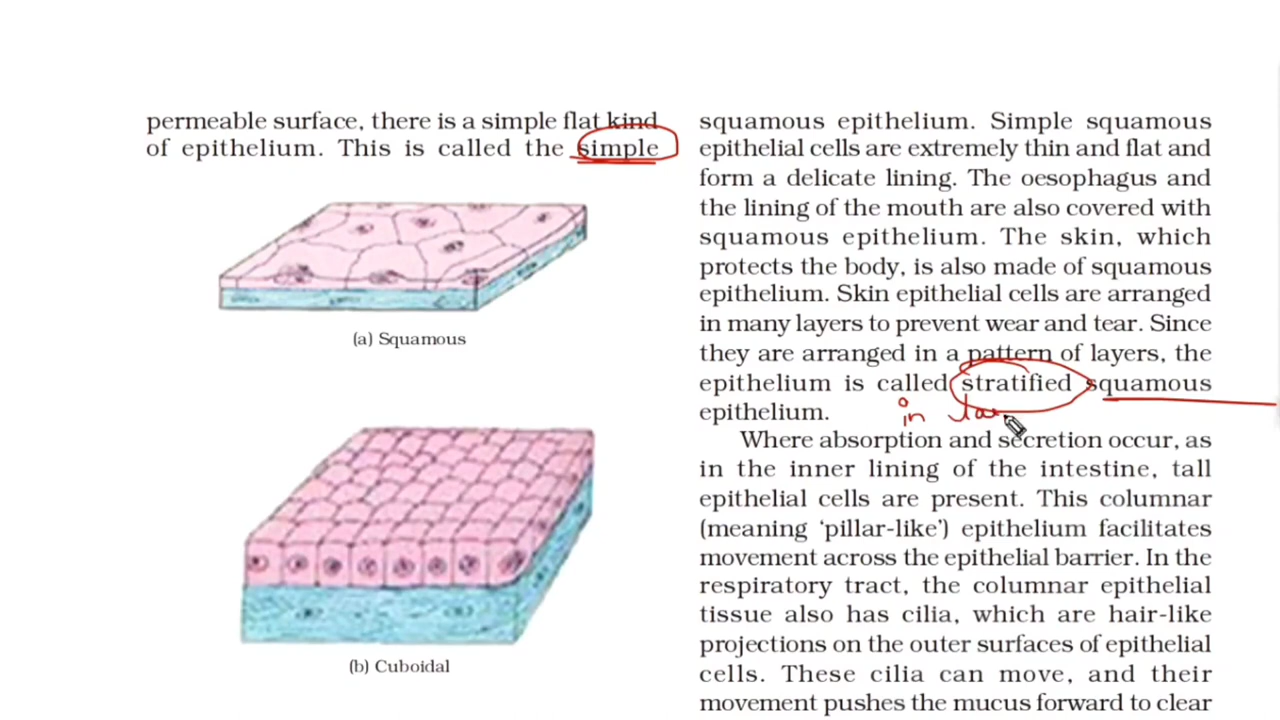 permeable surface, there is a simple flat kind
of epithelium. This is called the simple
(a) Squamous
(b) Cuboidal
squamous epithelium. Simple squamous
epithelial cells are extremely thin and flat and
form a delicate lining. The oesophagus and
the lining of the mouth are also covered with
squamous epithelium. The skin, which
protects the body, is also made of squamous
epithelium. Skin epithelial cells are arranged
in many layers to prevent wear and tear. Since
they are arranged in a pattern of layers, the
epithelium is called stratified squamous
epithelium.
in
Where absorption and secretion occur, as
in the inner lining of the intestine, tall
epithelial cells are present. This columnar
(meaning ‘pillar-like’) epithelium facilitates
movement across the epithelial barrier. In the
respiratory tract, the columnar epithelial
tissue also has cilia, which are hair-like
projections on the outer surfaces of epithelial
cells. These cilia can move, and their
movement pushes the mucus forward to clear